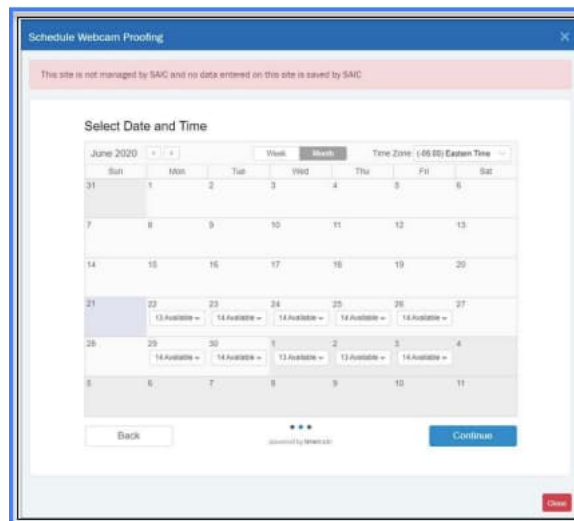 Schedule Webcam Proofing
This site is not managed by SAIC and no data entered on this site is saved by SAIC
Select Date and Time
June 2020 Week Month Time Zone: (-05:00) Eastern Time
Sun Mon Tue Wed Thu Fri Sat
31 1 2 3 4 5 6
7 8 9 10 11 12 13
14 15 16 17 18 19 20
21 22 23 24 25 26 27
13 Available 14 Available 14 Available 14 Available 14 Available
28 29 30 1 2 3 4
14 Available 14 Available 13 Available 13 Available 14 Available
5 6 7 8 9 10 11
Back Continue
powered by
Close